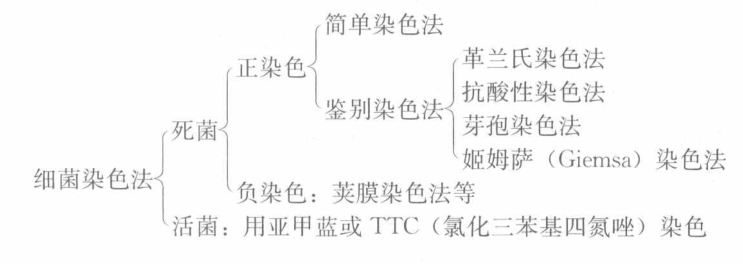 简单染色法
正染色
革兰氏染色法
抗酸性染色法
鉴别染色法
芽孢染色法
死菌
姬姆萨（Giemsa）染色法
细菌染色法
负染色：荚膜染色法等
活菌：用亚甲蓝或 TTC（氯化三苯基四氮唑）染色